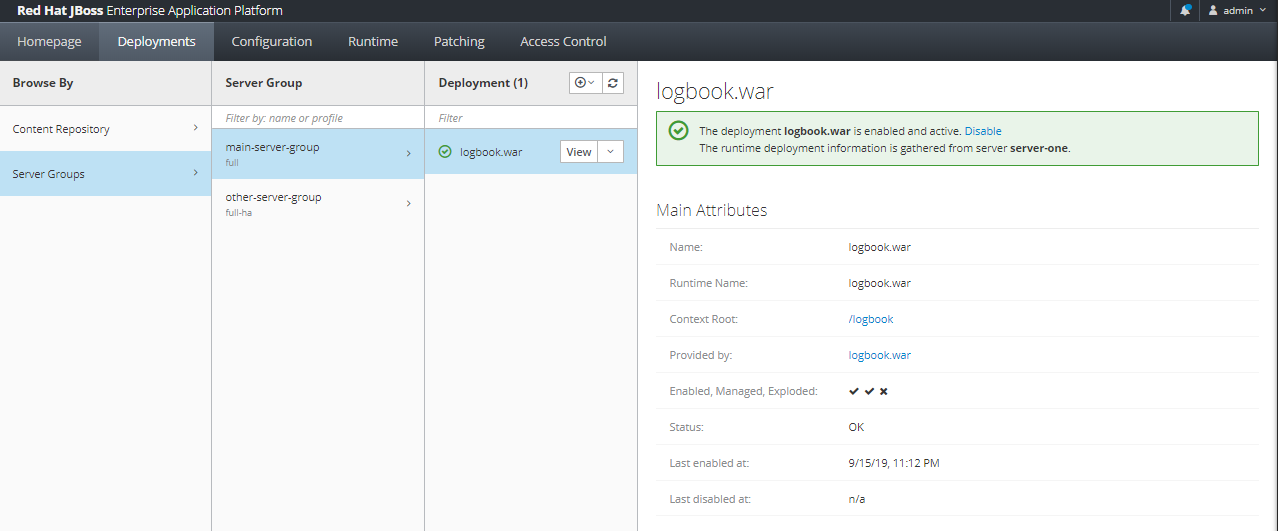 Red Hat JBoss Enterprise Application Platform
admin
Homepage Deployments Configuration Runtime Patching Access Control
Browse By
Content Repository
Server Groups
Server Group
Filter by: name or profile
main-server-group
full
other-server-group
full-ha
Deployment (1)
Filter
logbook.war View
logbook.war
The deployment logbook.war is enabled and active. Disable
The runtime deployment information is gathered from server server-one.
Main Attributes
Name: logbook.war
Runtime Name: logbook.war
Context Root: /logbook
Provided by: logbook.war
Enabled, Managed, Exploded:
Status: OK
Last enabled at: 9/15/19, 11:12 PM
Last disabled at: n/a